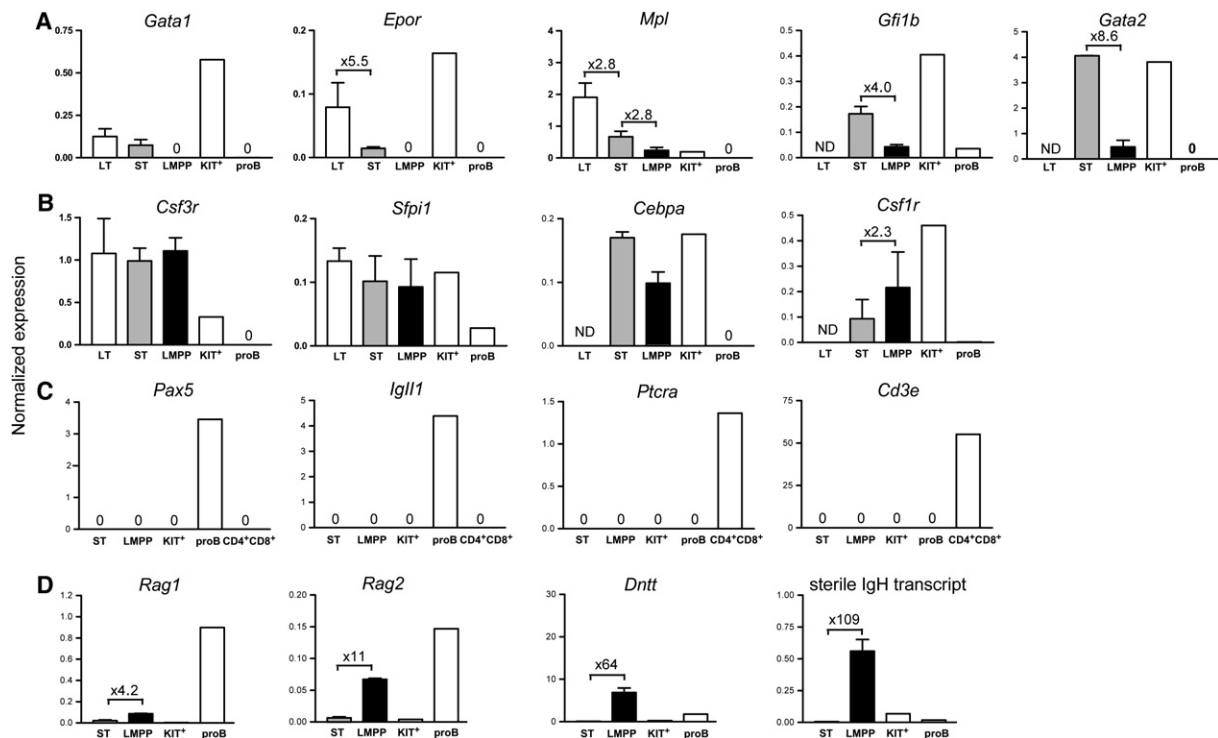 A
Gata1
Epor
Mpl
Gfi1b
Gata2
0.75
0.50
0.25
0.00
0
0
LT
ST
LMPP
KIT+
proB
0.2
0.1
0.0
x5.5
0
0
LT
ST
LMPP
KIT+
proB
4
3
2
1
0
x2.8
x2.8
0
LT
ST
LMPP
KIT+
proB
0.5
0.4
0.3
0.2
0.1
0.0
x4.0
ND
LT
ST
LMPP
KIT+
proB
6
4
2
0
x8.6
ND
0
LT
ST
LMPP
KIT+
proB
Normalized expression
B
Csf3r
Sfpi1
Cebpa
Csf1r
1.5
1.0
0.5
0.0
0
LT
ST
LMPP
KIT+
proB
0.2
0.1
0.0
LT
ST
LMPP
KIT+
proB
0.2
0.1
0.0
ND
0
LT
ST
LMPP
KIT+
proB
0.5
0.4
0.3
0.2
0.1
0.0
x2.3
ND
LT
ST
LMPP
KIT+
proB
C
Pax5
Igll1
Ptcra
Cd3e
4
3
2
1
0
0
0
0
0
ST
LMPP
KIT+
proB
CD4+CD8+
5
4
3
2
1
0
0
0
0
0
ST
LMPP
KIT+
proB
CD4+CD8+
1.5
1.0
0.5
0.0
0
0
0
0
ST
LMPP
KIT+
proB
CD4+CD8+
75
50
25
0
0
0
0
0
ST
LMPP
KIT+
proB
CD4+CD8+
D
Rag1
Rag2
Dntt
sterile IgH transcript
1.2
1.0
0.8
0.6
0.4
0.2
0.0
x4.2
ST
LMPP
KIT+
proB
0.20
0.15
0.10
0.05
0.00
x11
ST
LMPP
KIT+
proB
30
20
10
0
x64
ST
LMPP
KIT+
proB
1.00
0.75
0.50
0.25
0.00
x109
ST
LMPP
KIT+
proB